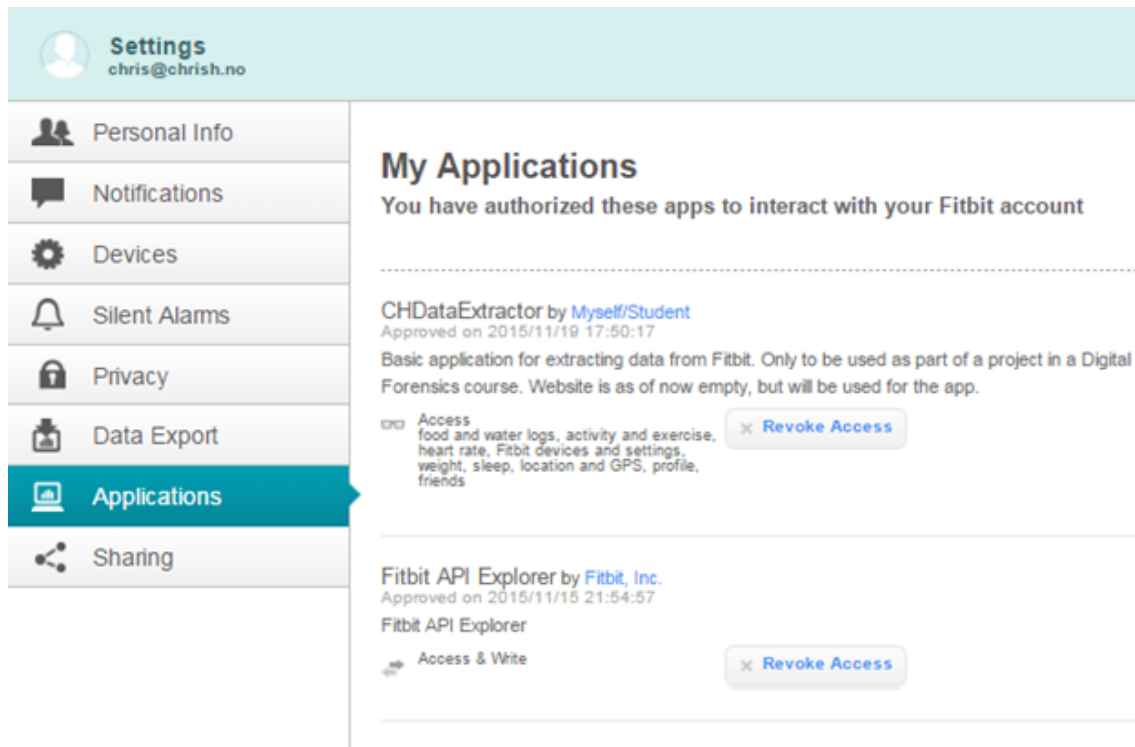 Settings
chris@chrish.no
Personal Info
Notifications
Devices
Silent Alarms
Privacy
Data Export
Applications
Sharing
My Applications
You have authorized these apps to interact with your Fitbit account
CHDataExtractor by Myself/Student
Approved on 2015/11/19 17:50:17
Basic application for extracting data from Fitbit. Only to be used as part of a project in a Digital
Forensics course. Website is as of now empty, but will be used for the app.
Access
food and water logs, activity and exercise,
heart rate, Fitbit devices and settings,
weight, sleep, location and GPS, profile,
friends
Revoke Access
Fitbit API Explorer by Fitbit, Inc.
Approved on 2015/11/15 21:54:57
Fitbit API Explorer
Access & Write
Revoke Access